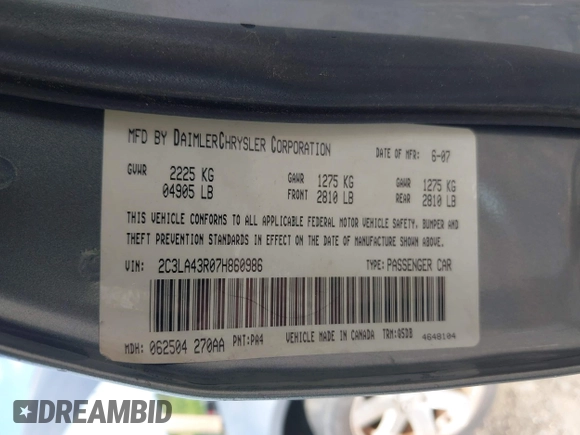 MFD BY DAIMLERCHRYSLER CORPORATION DATE OF MFR: 6-07
GVWR 2225 KG GAWR 1275 KG GAWR 1275 KG
04905 LB FRONT 2810 LB REAR 2810 LB
THIS VEHICLE CONFORMS TO ALL APPLICABLE FEDERAL MOTOR VEHICLE SAFETY, BUMPER AND
THEFT PREVENTION STANDARDS IN EFFECT ON THE DATE OF MANUFACTURE SHOWN ABOVE.
VIN: 2C3LA43R07H860986 TYPE: PASSENGER CAR
MDH: 062504 270AA PNT: PA4 VEHICLE MADE IN CANADA TRM: Q5DB 4648104
DREAMBID